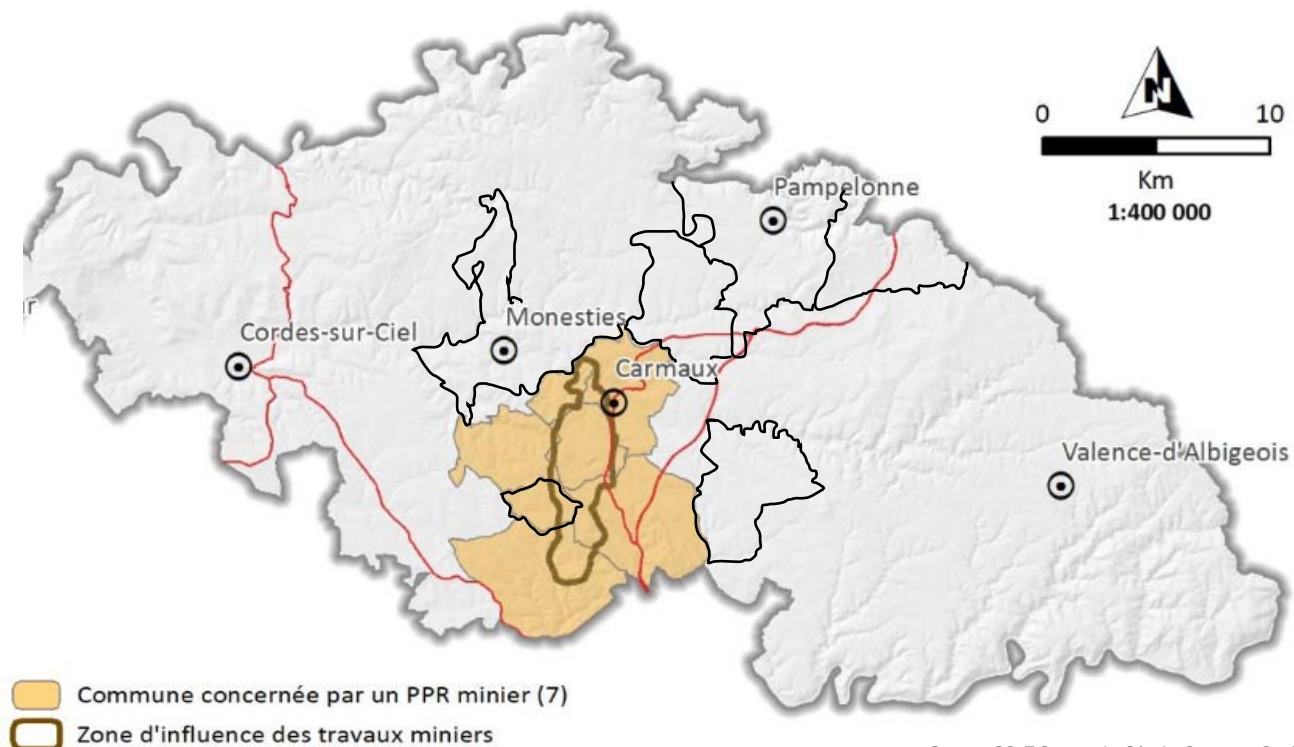 N
0 10
Km
1:400 000
Pampelonne
Monesties
Cordes-sur-Ciel
Carmaux
Valence-d'Albigeois
Commune concernée par un PPR minier (7)
Zone d'influence des travaux miniers